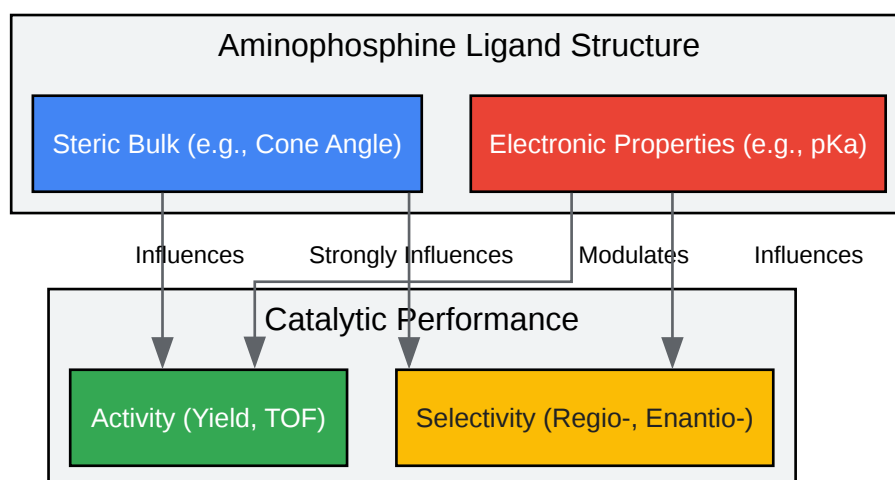 Aminophosphine Ligand Structure
Steric Bulk (e.g., Cone Angle)
Electronic Properties (e.g., pKa)
Influences
Strongly Influences
Modulates
Influences
Catalytic Performance
Activity (Yield, TOF)
Selectivity (Regio-, Enantio-)